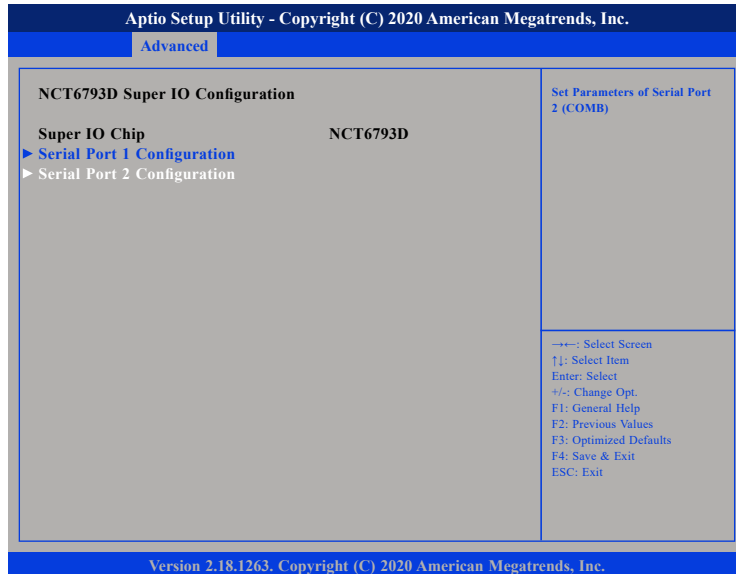 Aptio Setup Utility - Copyright (C) 2020 American Megatrends, Inc.
Advanced
NCT6793D Super IO Configuration
Super IO Chip NCT6793D
► Serial Port 1 Configuration
► Serial Port 2 Configuration
Set Parameters of Serial Port
2 (COMB)
→←: Select Screen
↑↓: Select Item
Enter: Select
+/-: Change Opt.
F1: General Help
F2: Previous Values
F3: Optimized Defaults
F4: Save & Exit
ESC: Exit
Version 2.18.1263. Copyright (C) 2020 American Megatrends, Inc.